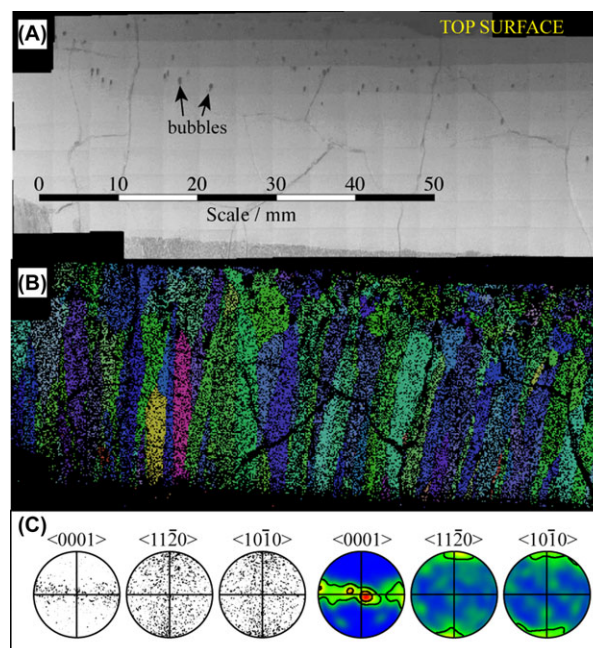 (A)
TOP SURFACE
bubbles
0 10 20 30 40 50
Scale / mm
(B)
(C)
<0001> <112̄0> <101̄0> <0001> <112̄0> <101̄0>